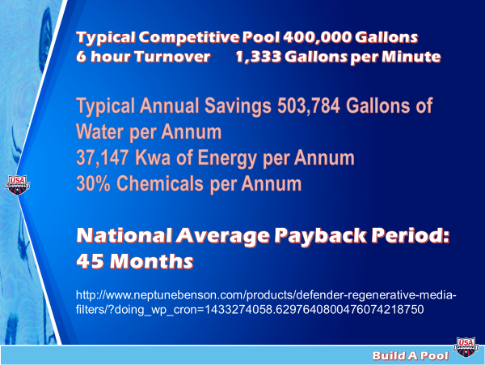 Typical Competitive Pool 400,000 Gallons
6 hour Turnover 1,333 Gallons per Minute
Typical Annual Savings 503,784 Gallons of
Water per Annum
37,147 Kwa of Energy per Annum
30% Chemicals per Annum
National Average Payback Period:
45 Months
http://www.neptunebenson.com/products/defender-regenerative-media-
filters/?doing_wp_cron=1433274058.6297640800476074218750
USA
USA
Build A Pool